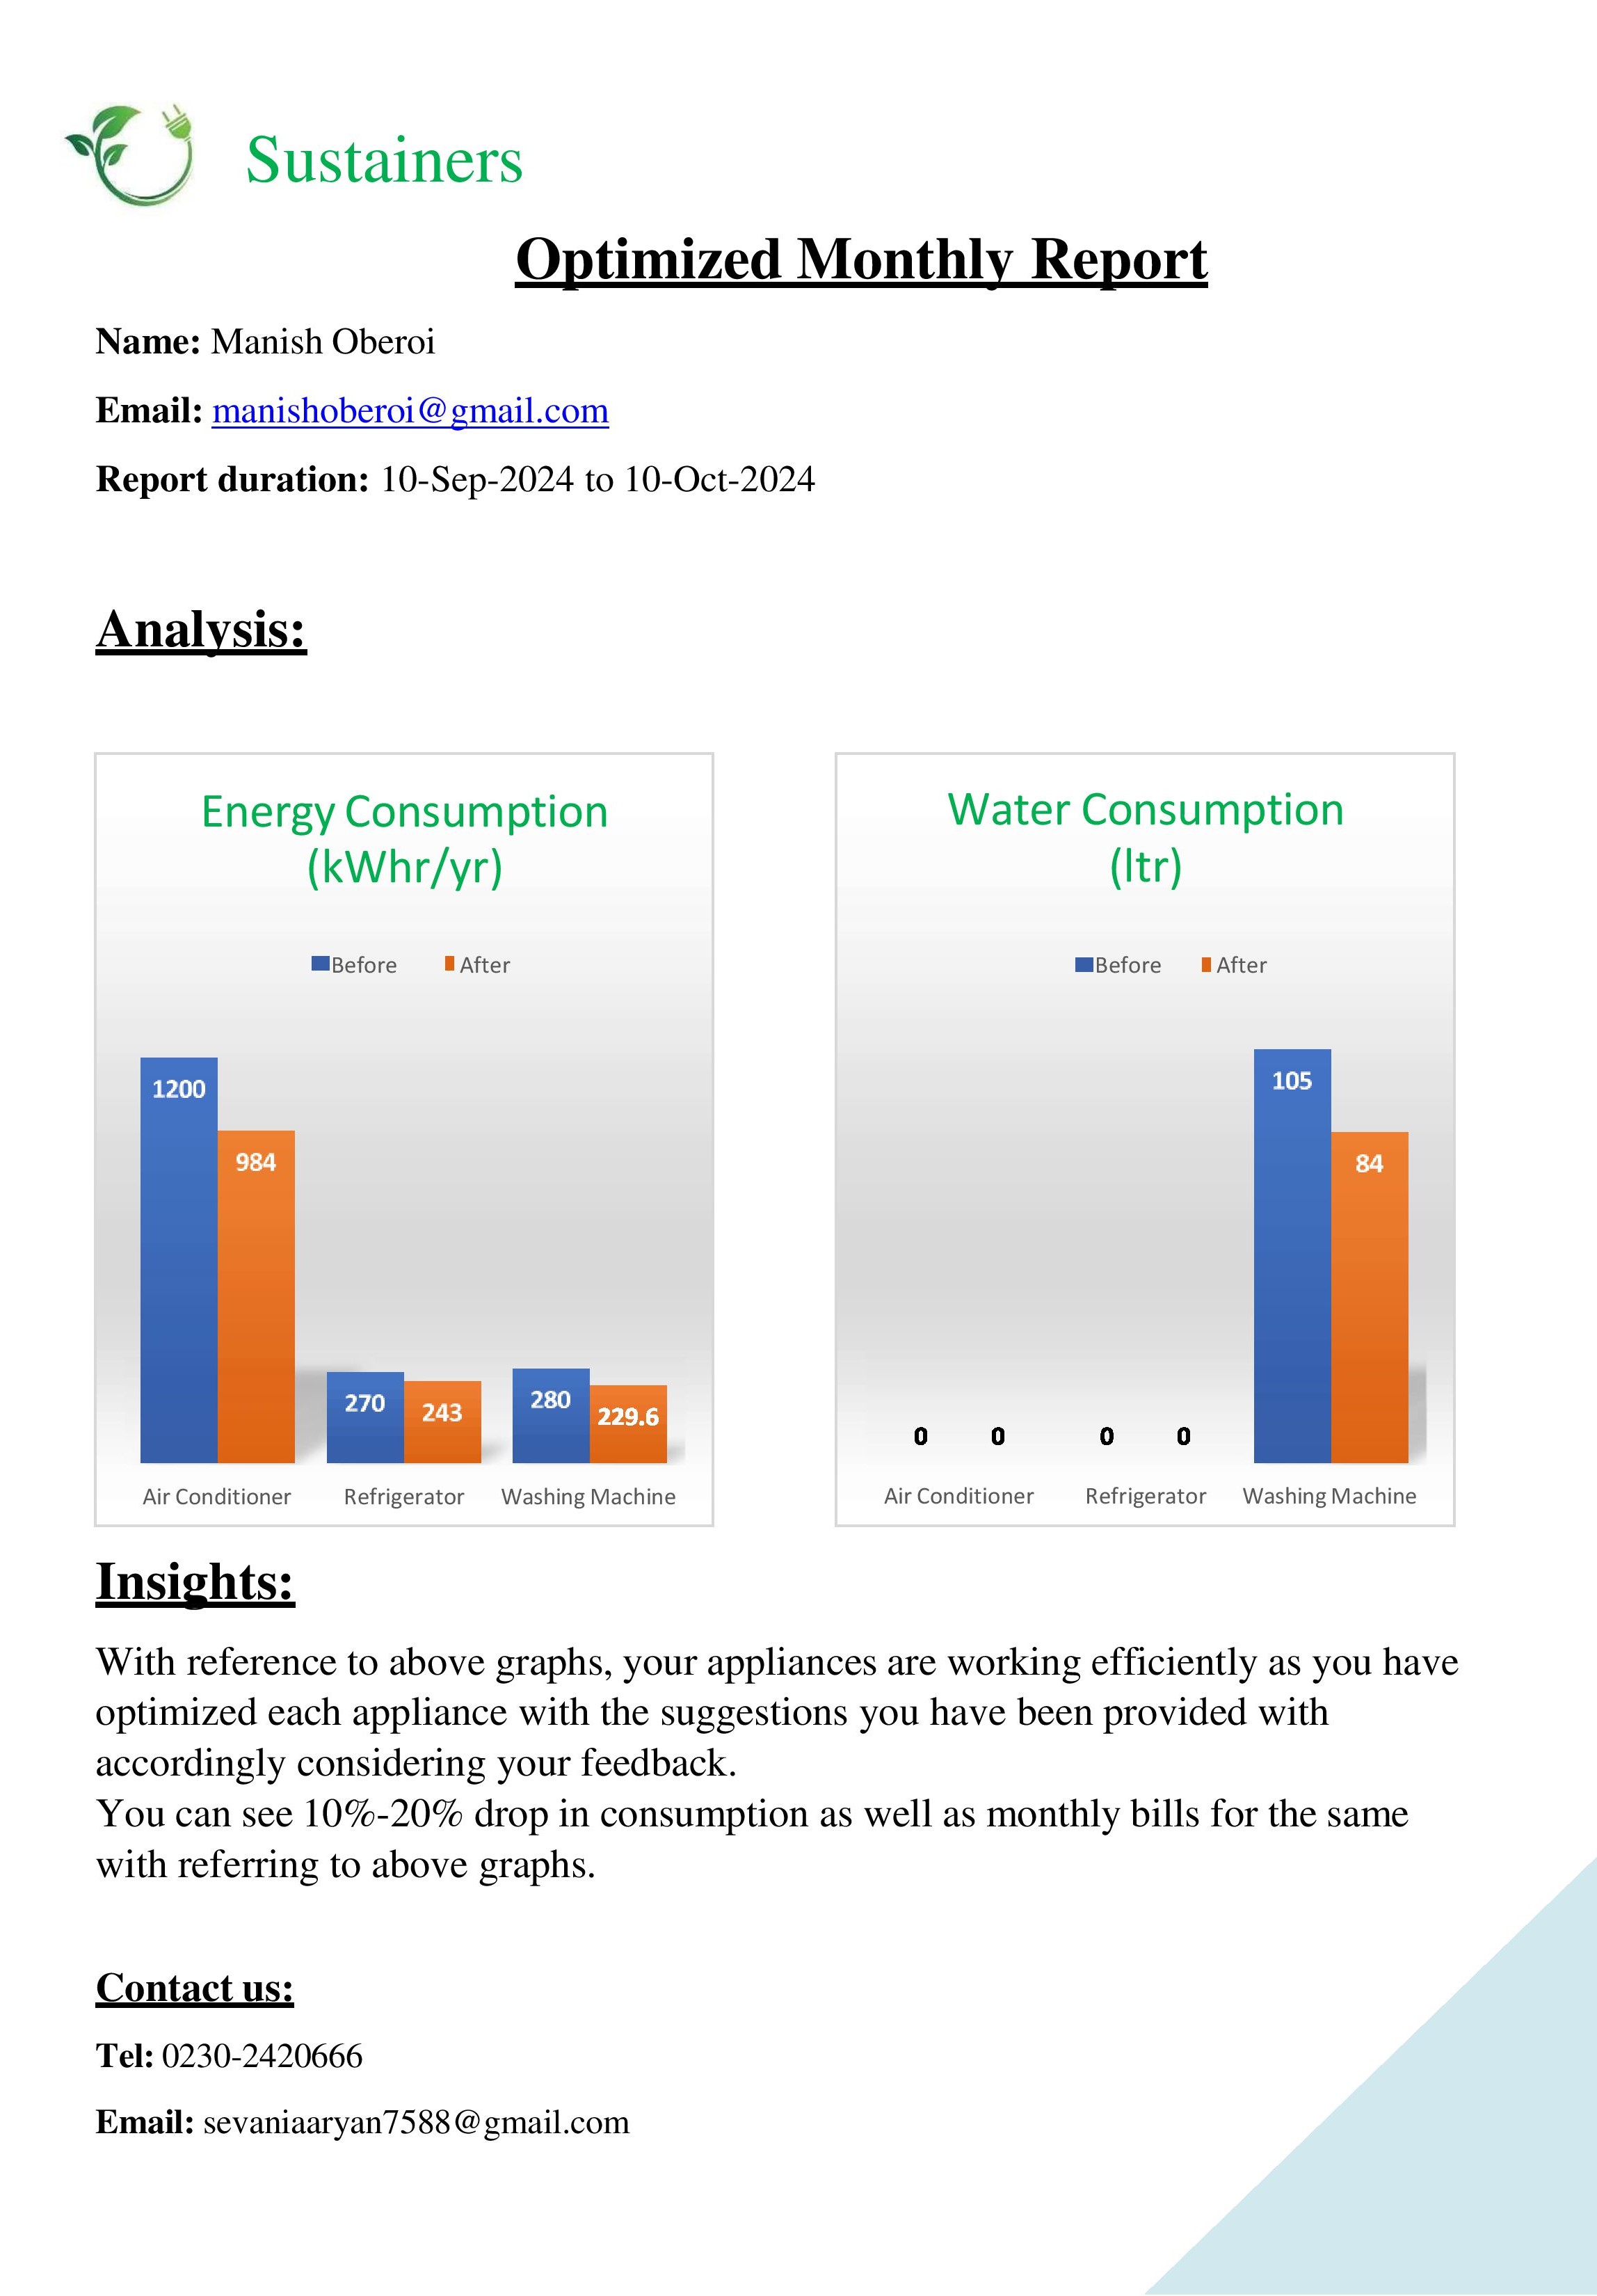 Sustainers
Optimized Monthly Report
Name: Manish Oberoi
Email: manishoberoi@gmail.com
Report duration: 10-Sep-2024 to 10-Oct-2024
Analysis:
Energy Consumption
(kWhr/yr)
Before After
1200
984
270
243
280
229.6
Air Conditioner Refrigerator Washing Machine
Water Consumption
(ltr)
Before After
105
84
0 0 0 0
Air Conditioner Refrigerator Washing Machine
Insights:
With reference to above graphs, your appliances are working efficiently as you have
optimized each appliance with the suggestions you have been provided with
accordingly considering your feedback.
You can see 10%-20% drop in consumption as well as monthly bills for the same
with referring to above graphs.
Contact us:
Tel: 0230-2420666
Email: sevaniaaryan7588@gmail.com